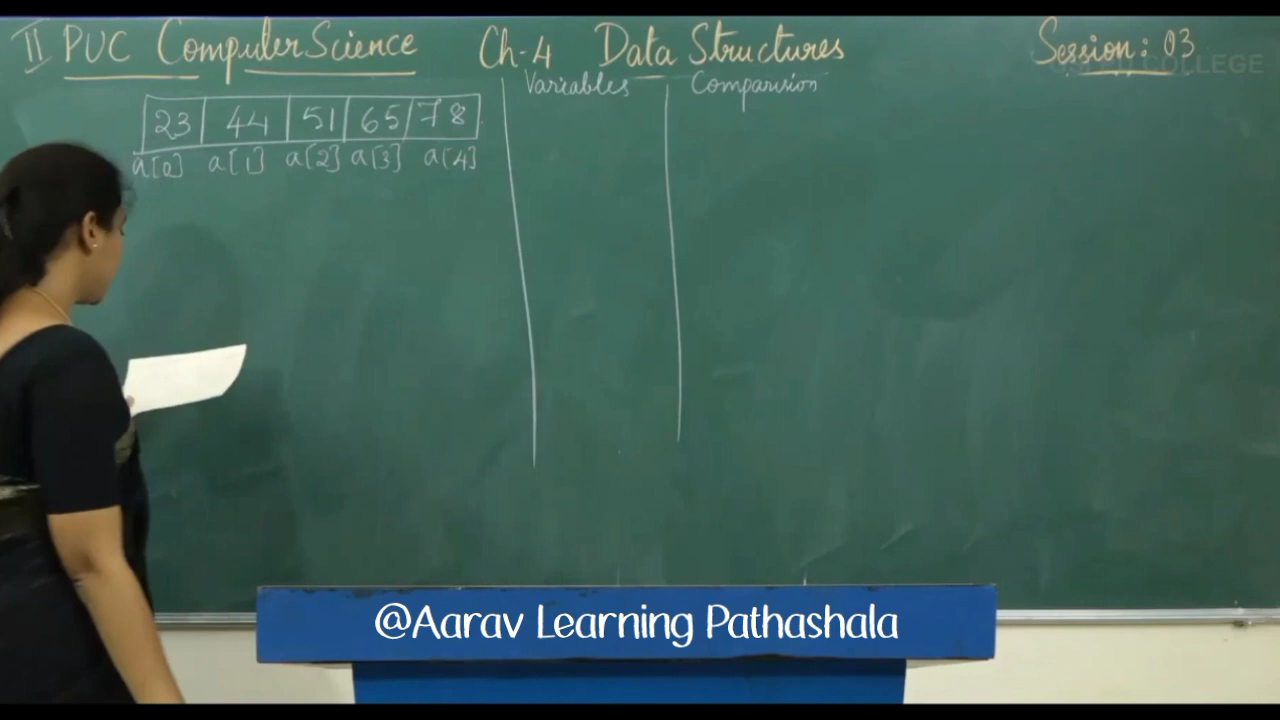 II PUC Computer Science Ch-4 Data Structures Session: 03
Variables Comparision
23 44 51 65 78
a[0] a[1] a[2] a[3] a[4]
@Aarav Learning Pathashala